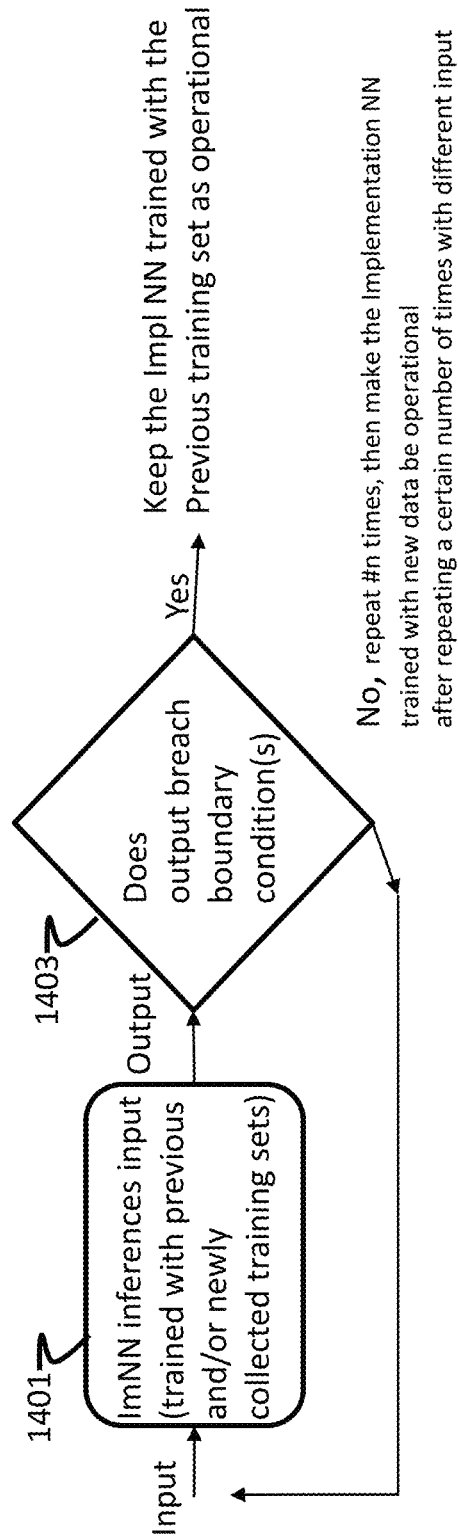 1401
Input
ImNN inferences input
(trained with previous
and/or newly
collected training sets)
Output
1403
Does
output breach
boundary
condition(s)
Yes
Keep the Impl NN trained with the
Previous training set as operational
No, repeat #n times, then make the Implementation NN
trained with new data be operational
after repeating a certain number of times with different input